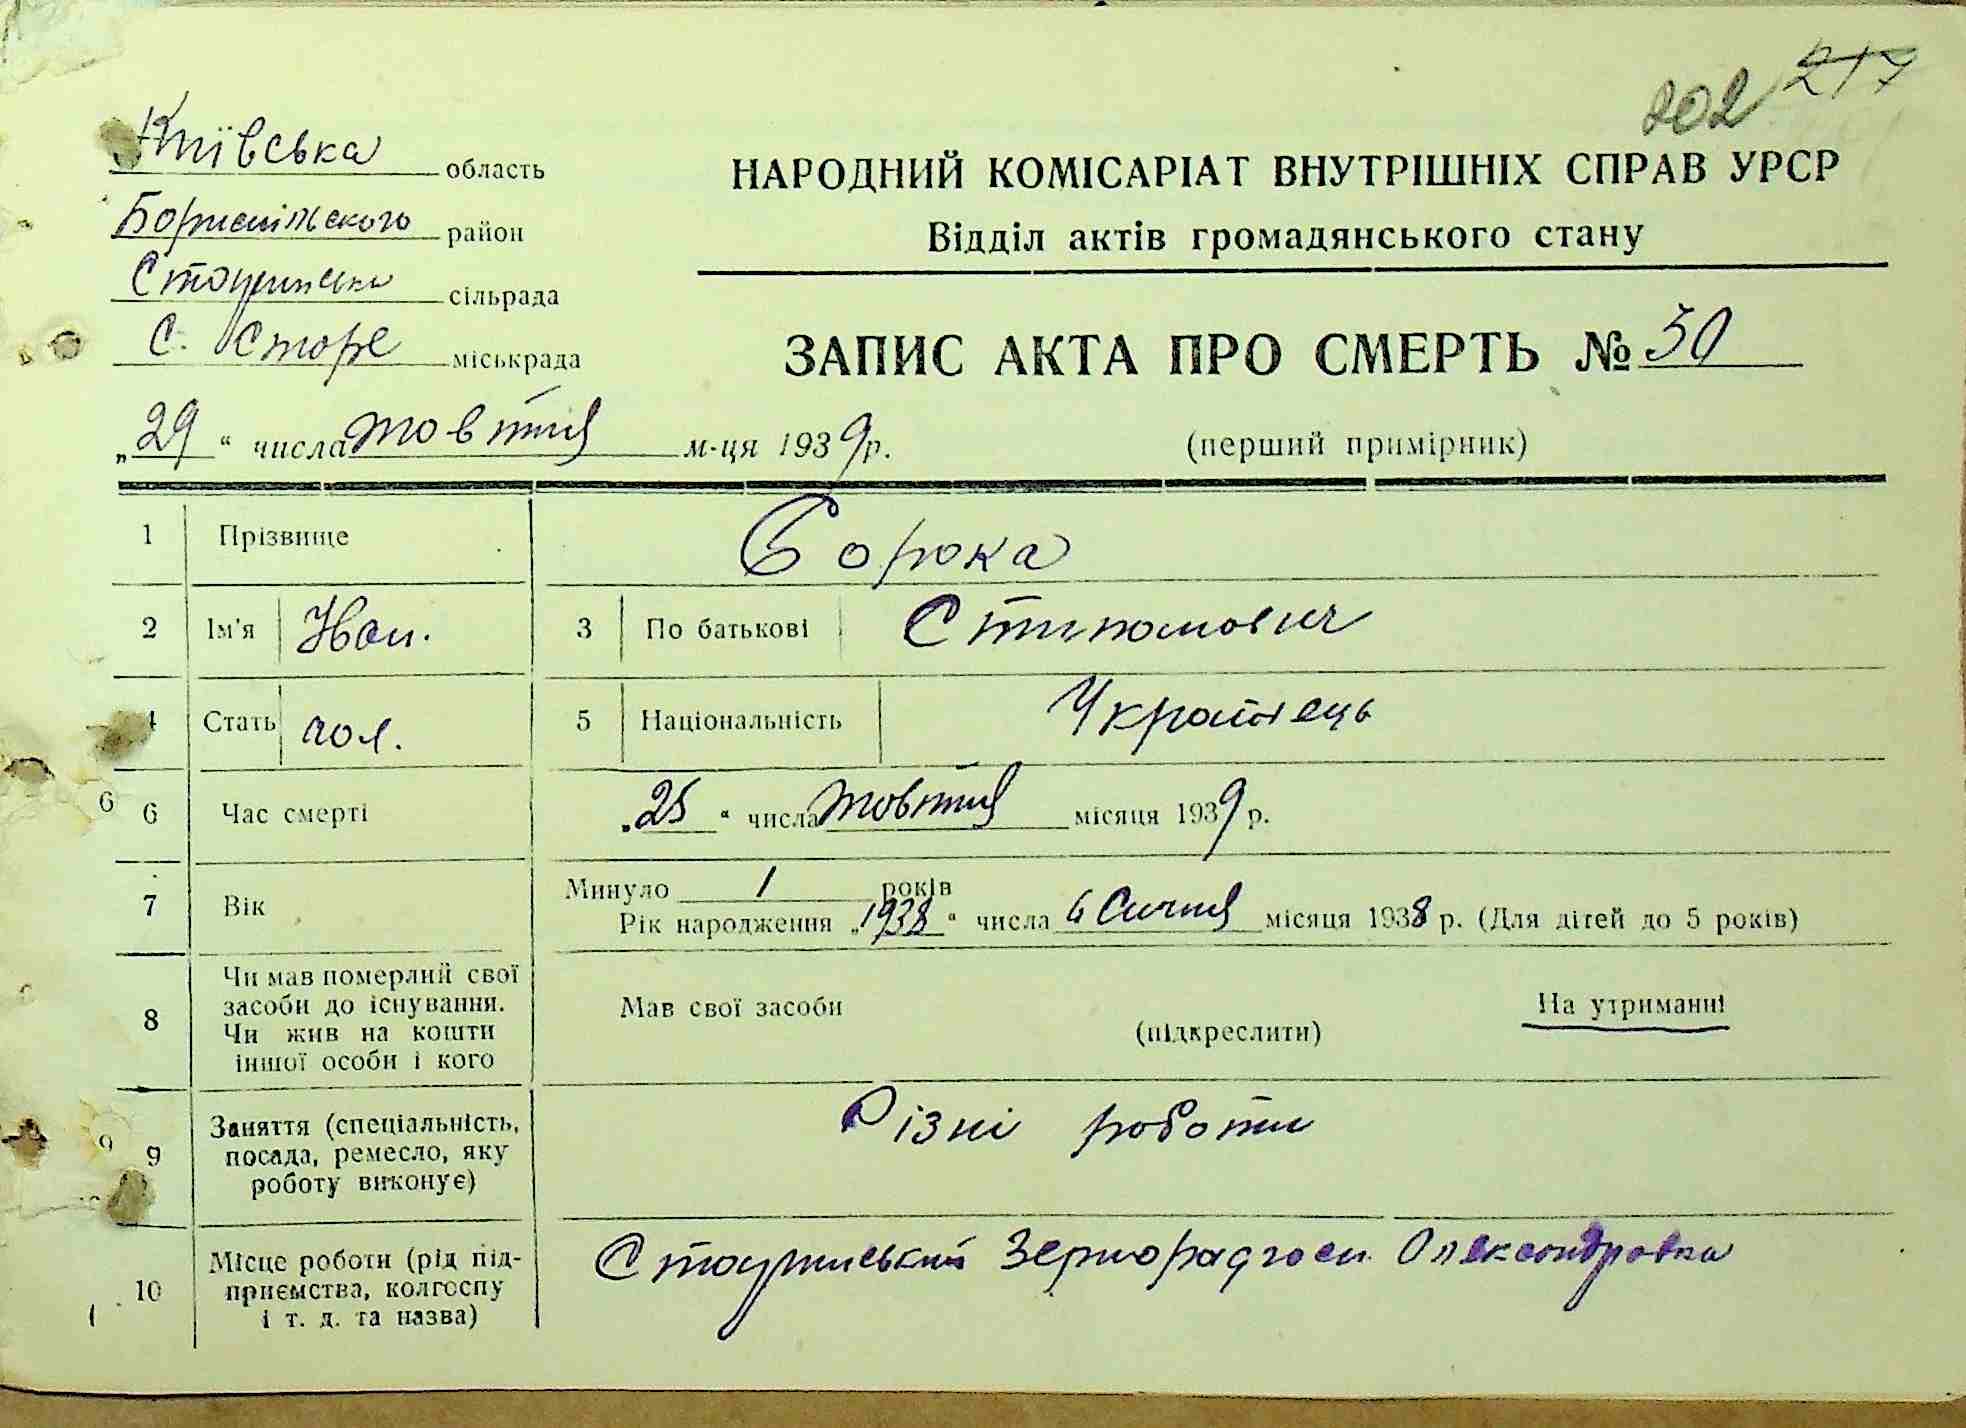 202 217
Київська область
Бориспільського район
сільрада
С. Старе міськрада
НАРОДНИЙ КОМІСАРІАТ ВНУТРІШНІХ СПРАВ УРСР
Відділ актів громадянського стану
ЗАПИС АКТА ПРО СМЕРТЬ № 50
„29“ числа жовтня м-ця 1939 р.
(перший примірник)
1 Прізвище Сорока
2 Ім'я Іван. 3 По батькові
4 Стать чол. 5 Національність Українець
6 6 Час смерті „25“ числа жовтня місяця 1939 р.
7 Вік Минуло 1 років
Рік народження „1938“ числа 6 Січня місяця 1938 р. (Для дітей до 5 років)
8 Чи мав померлий свої
засоби до існування.
Чи жив на кошти
іншої особи і кого
Мав свої засоби (підкреслити) На утриманні
9 9 Заняття (спеціальність,
посада, ремесло, яку
роботу виконує)
Різні роботи
10 Місце роботи (рід під-
приємства, колгоспу
і т. д. та назва)
Олександровка